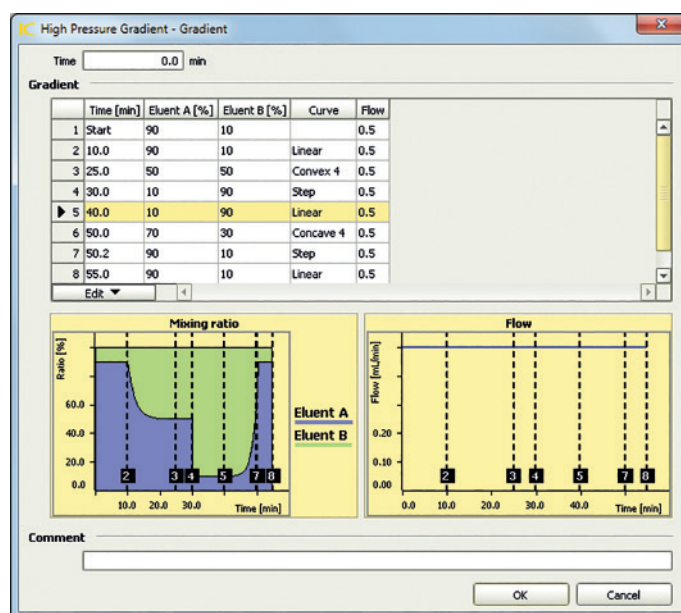 High Pressure Gradient - Gradient
Time 0.0 min
Gradient
Time [min] Eluent A [%] Eluent B [%] Curve Flow
1 Start 90 10 0.5
2 10.0 90 10 Linear 0.5
3 25.0 50 50 Convex 4 0.5
4 30.0 10 90 Step 0.5
5 40.0 10 90 Linear 0.5
6 50.0 70 30 Concave 4 0.5
7 50.2 90 10 Step 0.5
8 55.0 90 10 Linear 0.5
Edit
Mixing ratio
Ratio [%]
60.0
40.0
20.0
0.0
2 3 4 5 7 8
10.0 20.0 30.0 Time [min]
Eluent A
Eluent B
Flow
Flow [mL/min]
0.20
0.10
0.00
2 3 4 5 7 8
0.0 10.0 20.0 30.0 40.0 Time [min]
Comment
OK Cancel